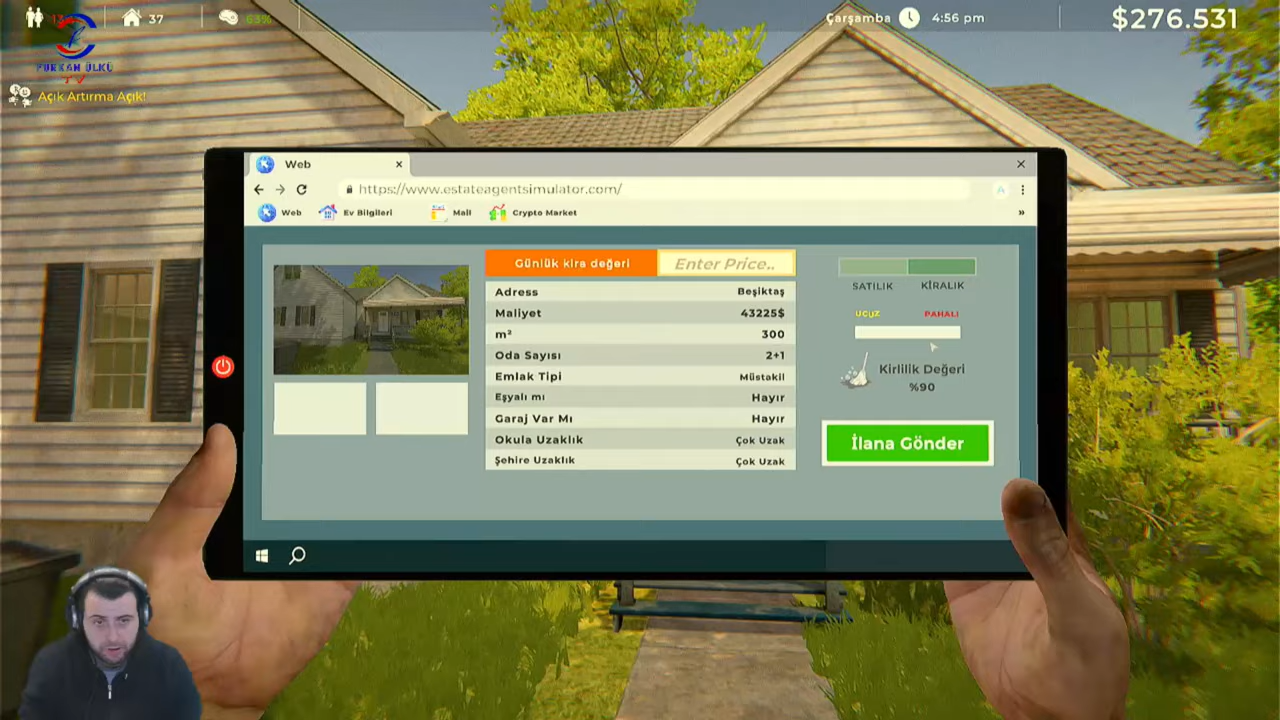 37
63%
Çarşamba
4:56 pm
$276.531
FURKAN ÜLKÜ
TV
Açık Artırma Açık!
Web
https://www.estateagentsimulator.com/
A
Web
Ev Bilgileri
Mail
Crypto Market
»
Günlük kira değeri
Enter Price..
Adress Beşiktaş
Maliyet 43225$
m² 300
Oda Sayısı 2+1
Emlak Tipi Müstakil
Eşyalı mı Hayır
Garaj Var Mı Hayır
Okula Uzaklık Çok Uzak
Şehire Uzaklık Çok Uzak
SATILIK
KİRALIK
UCUZ
PAHALI
Kirlilik Değeri
%90
İlana Gönder